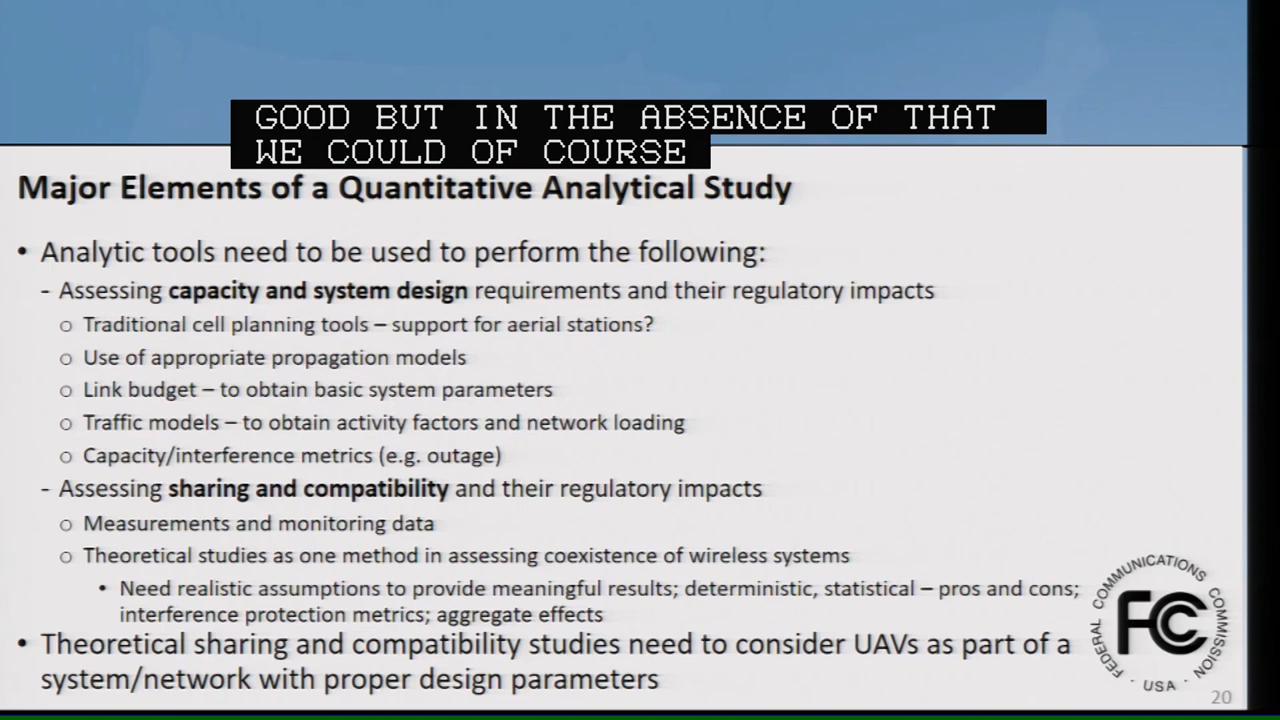 GOOD BUT IN THE ABSENCE OF THAT
WE COULD OF COURSE
Major Elements of a Quantitative Analytical Study
• Analytic tools need to be used to perform the following:
- Assessing capacity and system design requirements and their regulatory impacts
o Traditional cell planning tools – support for aerial stations?
o Use of appropriate propagation models
o Link budget – to obtain basic system parameters
o Traffic models – to obtain activity factors and network loading
o Capacity/interference metrics (e.g. outage)
- Assessing sharing and compatibility and their regulatory impacts
o Measurements and monitoring data
o Theoretical studies as one method in assessing coexistence of wireless systems
• Need realistic assumptions to provide meaningful results; deterministic, statistical – pros and cons;
interference protection metrics; aggregate effects
• Theoretical sharing and compatibility studies need to consider UAVs as part of a
system/network with proper design parameters
FEDERAL COMMUNICATIONS COMMISSION
FCC
· USA ·
20